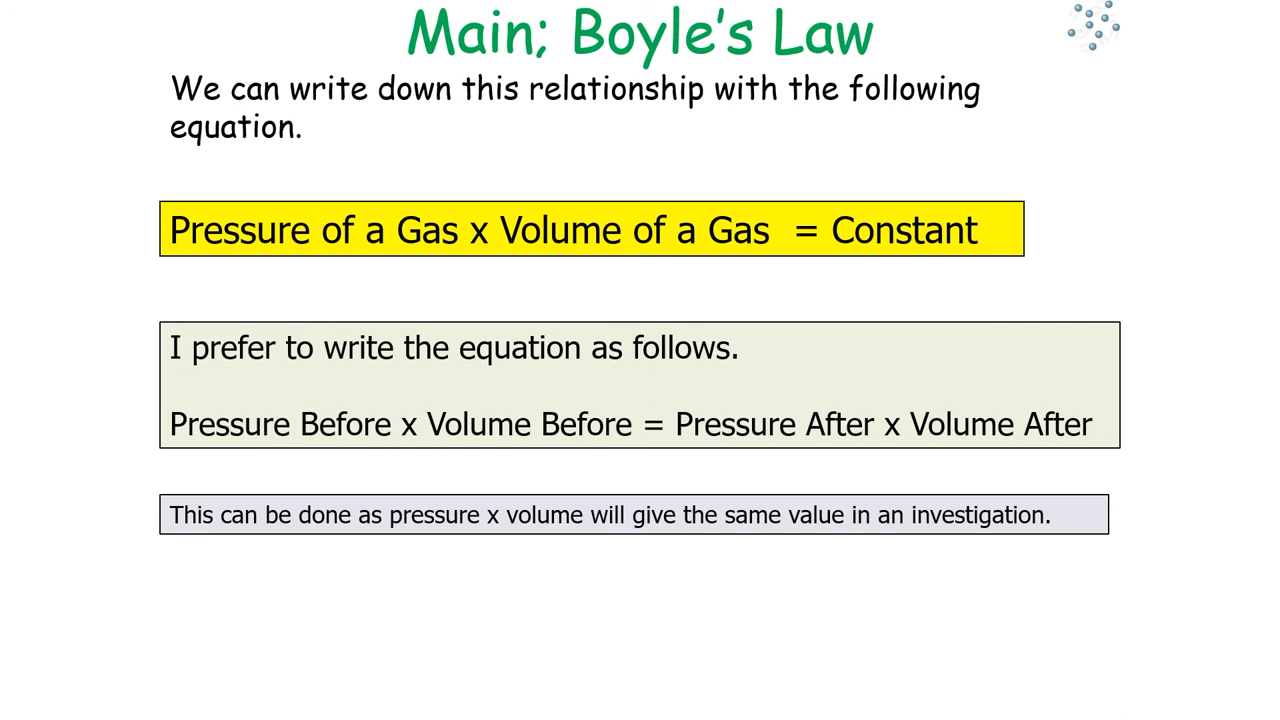 Main; Boyle's Law
We can write down this relationship with the following
equation.
Pressure of a Gas x Volume of a Gas  = Constant
I prefer to write the equation as follows.
Pressure Before x Volume Before = Pressure After x Volume After
This can be done as pressure x volume will give the same value in an investigation.